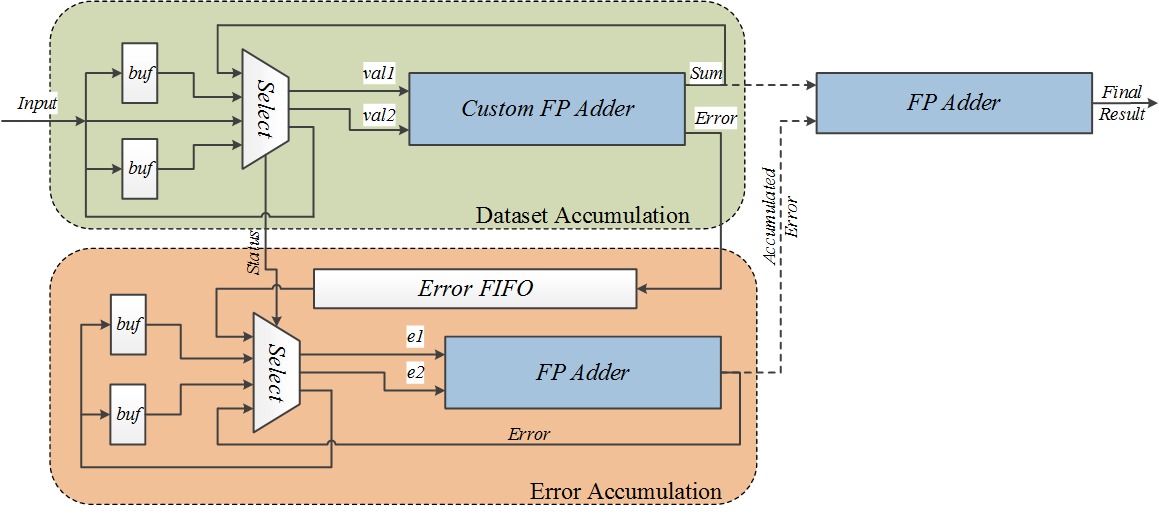 Input
buf
buf
Select
val1
val2
Custom FP Adder
Sum
Error
FP Adder
Final
Result
Dataset Accumulation
Status
Accumulated
Error
Error FIFO
buf
buf
Select
e1
e2
FP Adder
Error
Error Accumulation